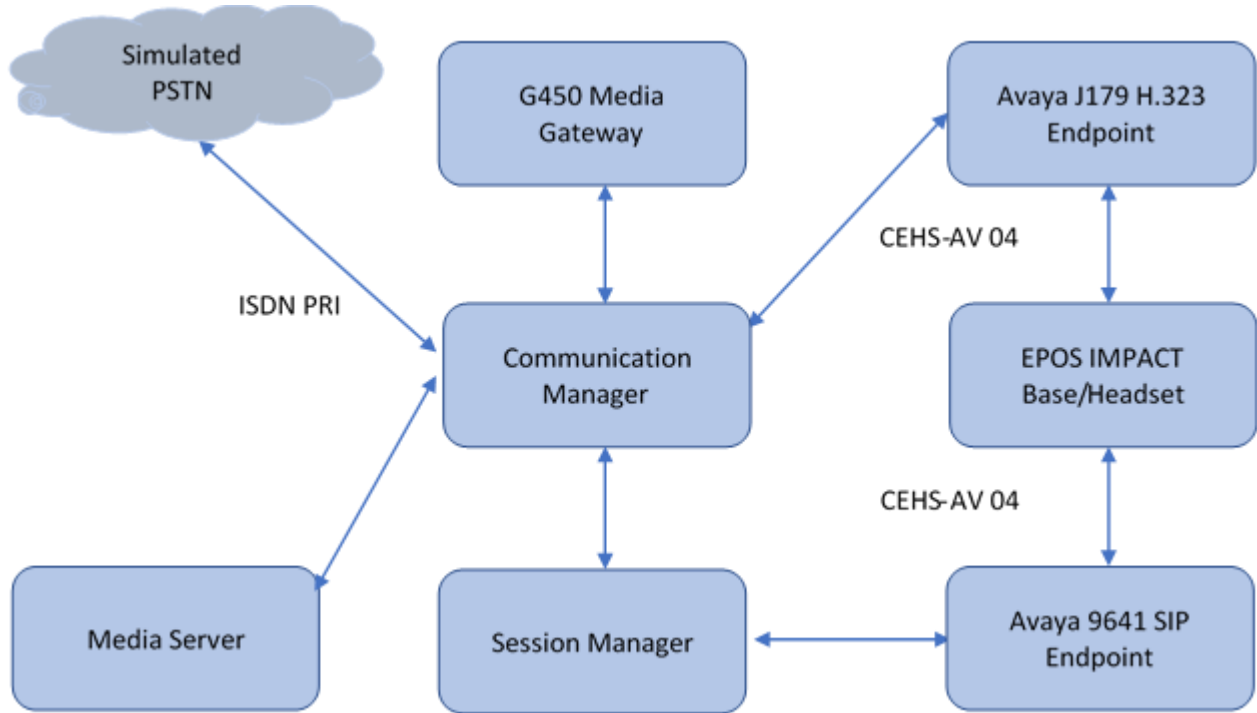 Simulated
PSTN
G450 Media
Gateway
Avaya J179 H.323
Endpoint
CEHS-AV 04
ISDN PRI
Communication
Manager
EPOS IMPACT
Base/Headset
CEHS-AV 04
Media Server
Session Manager
Avaya 9641 SIP
Endpoint